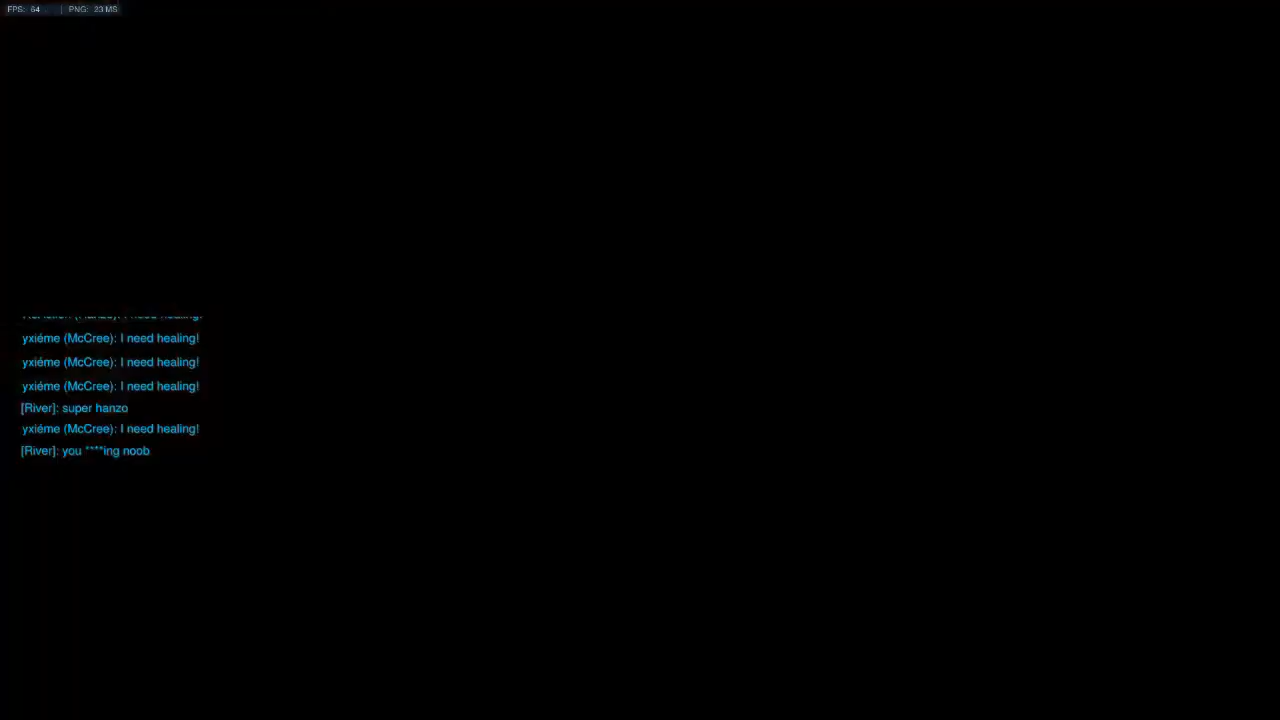 FPS: 64 | PNG: 23 MS
yxiéme (McCree): I need healing!
yxiéme (McCree): I need healing!
yxiéme (McCree): I need healing!
[River]: super hanzo
yxiéme (McCree): I need healing!
[River]: you ****ing noob